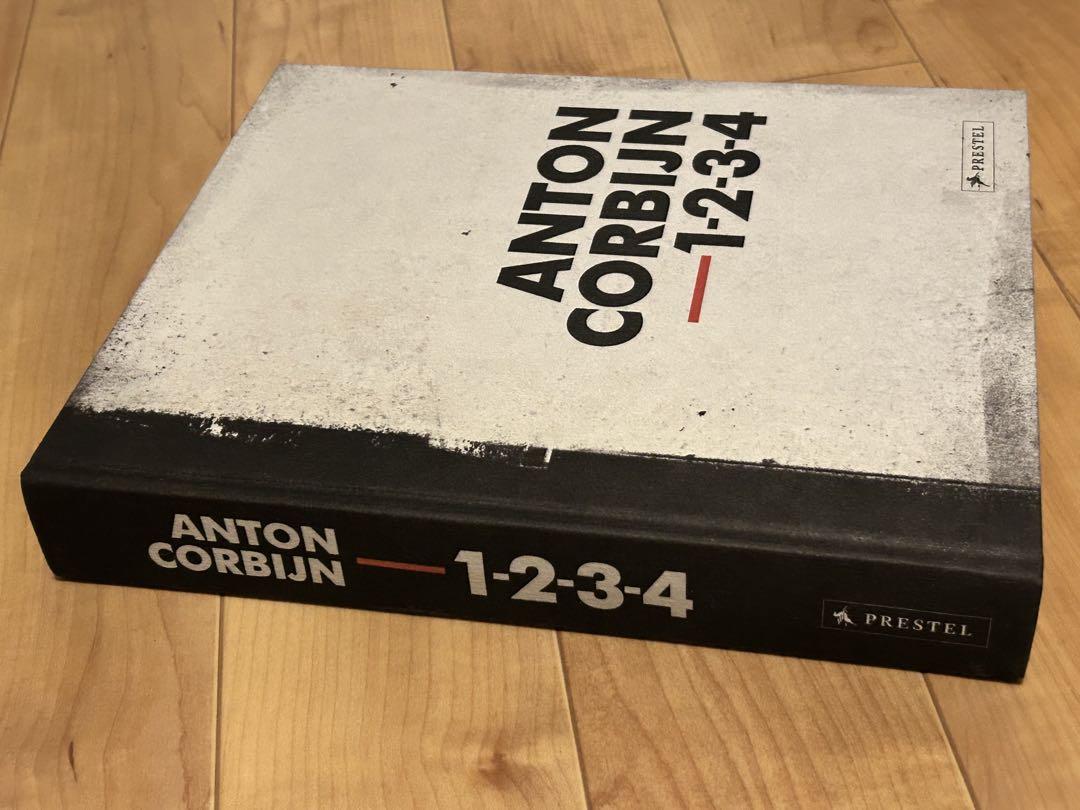 ANTON
CORBIJN
1-2-3-4
PRESTEL
ANTON
CORBIJN
1-2-3-4
PRESTEL